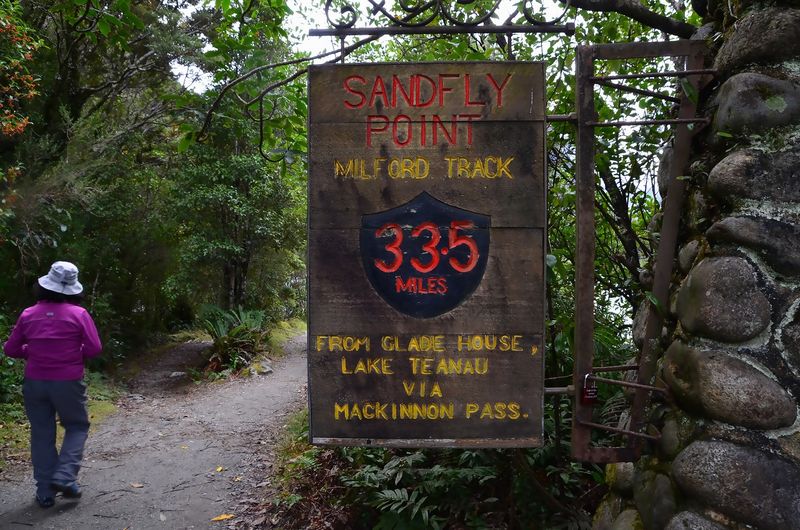 SANDFLY
POINT
MILFORD TRACK
33·5
MILES
FROM GLADE HOUSE,
LAKE TEANAU
VIA
MACKINNON PASS.